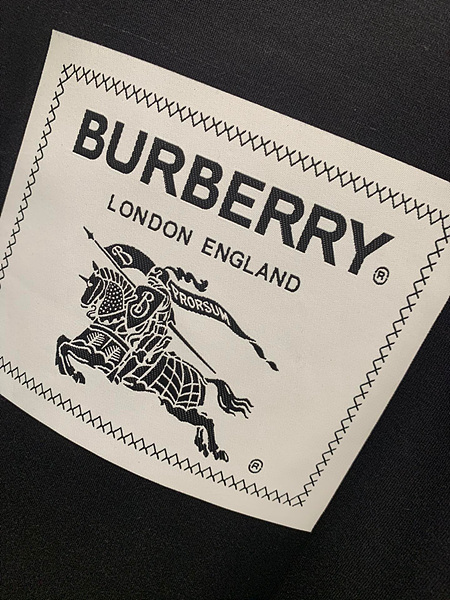 BURBERRY®
LONDON ENGLAND
B
PRORSUM
B
®